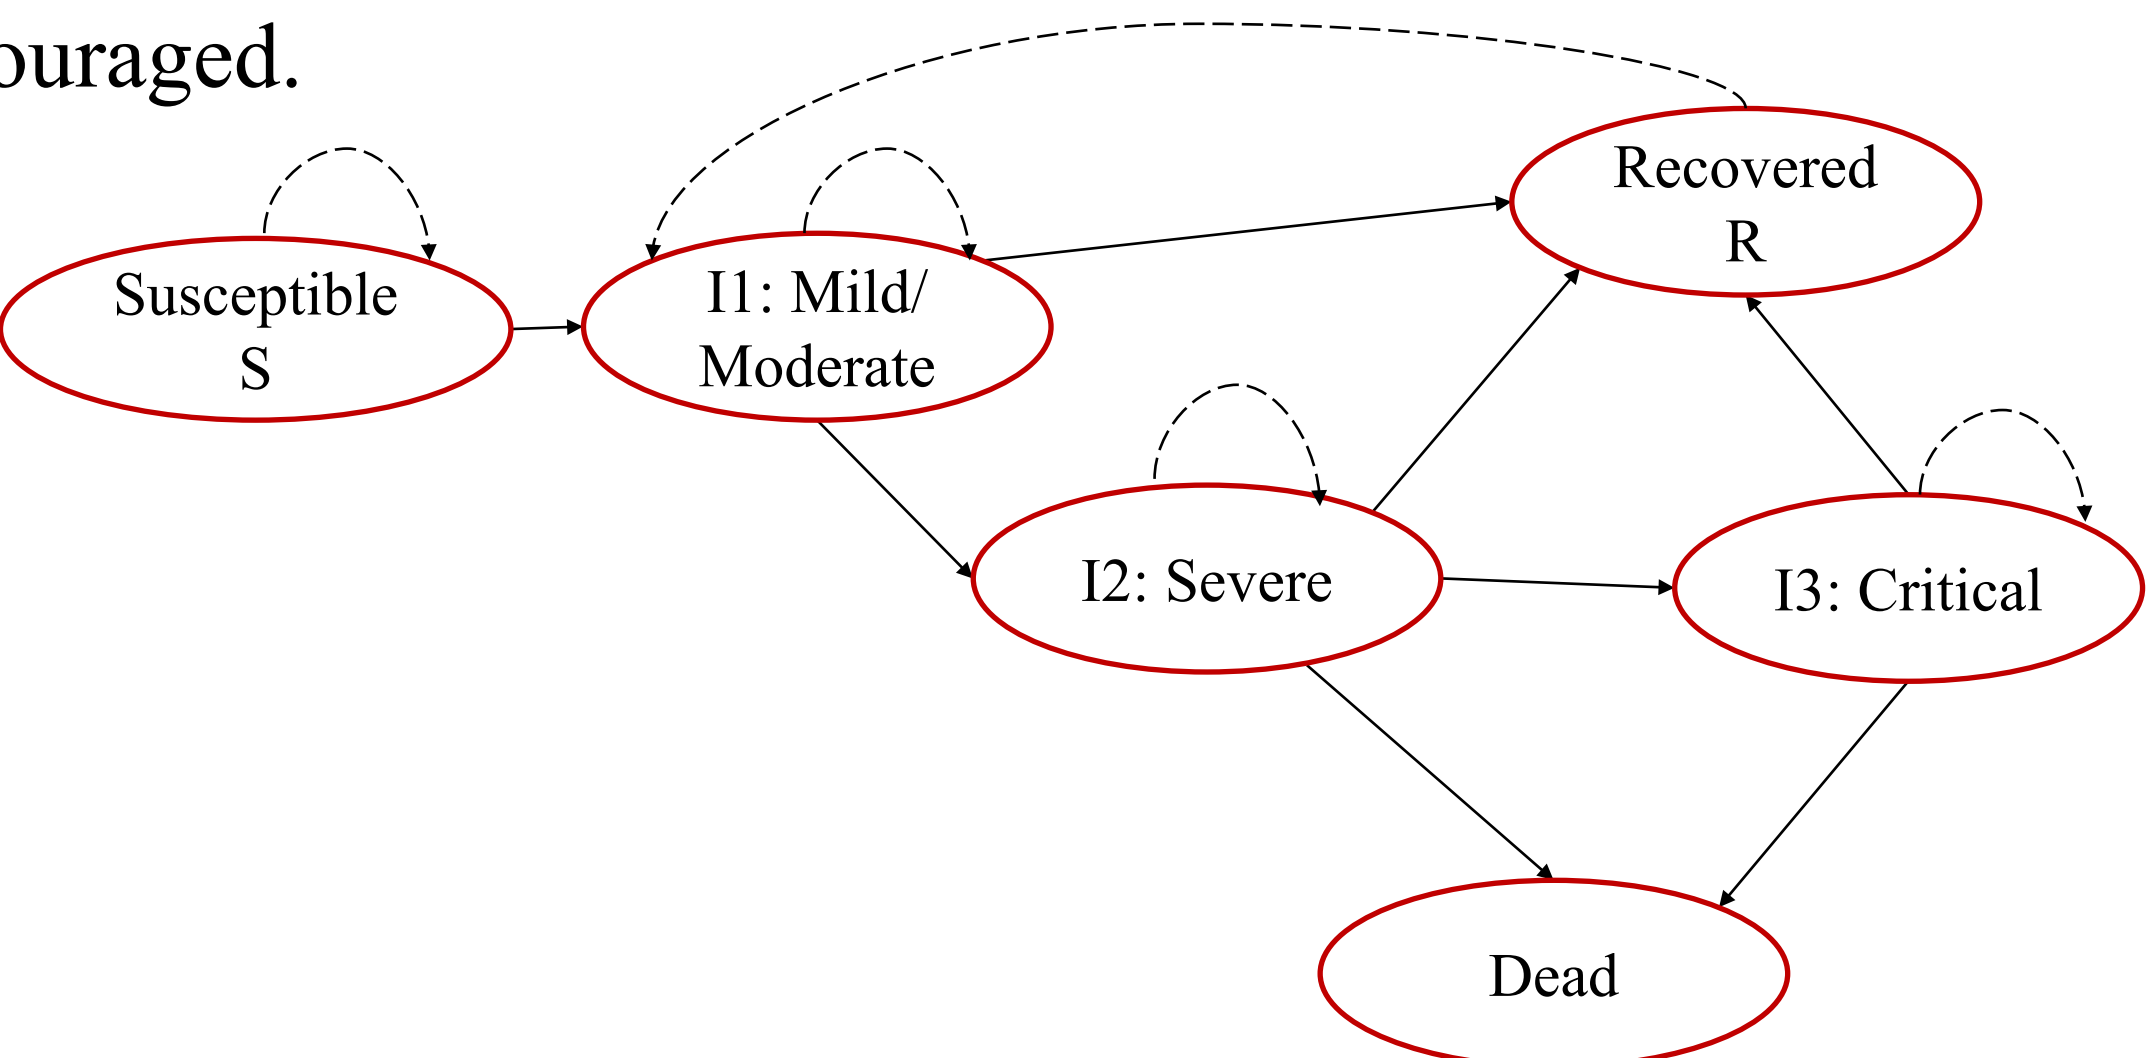 ouraged.
Recovered
R
Susceptible
S
I1: Mild/
Moderate
I2: Severe
I3: Critical
Dead